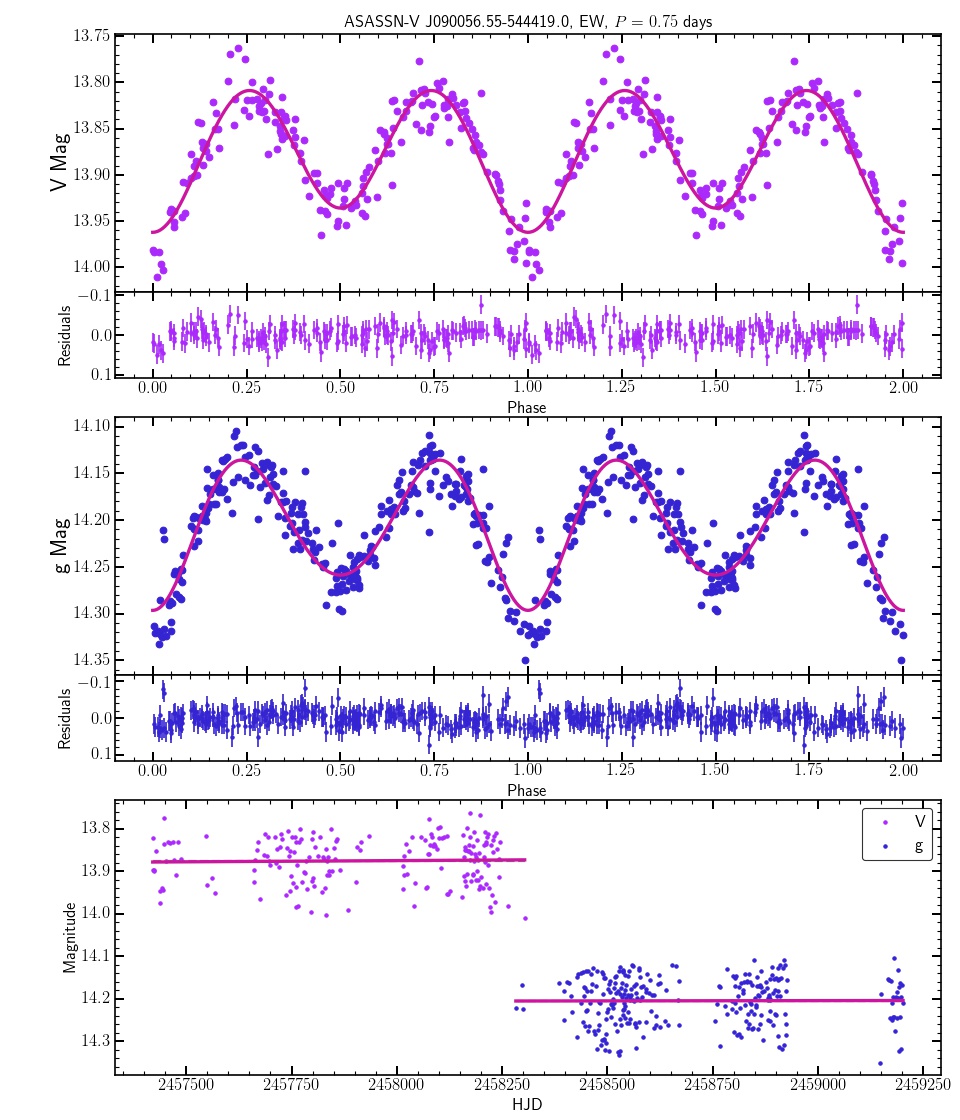 ASASSN-V J090056.55-544419.0, EW, P = 0.75 days
13.75
13.80
13.85
13.90
13.95
14.00
V Mag
−0.1
0.0
0.1
Residuals
0.00 0.25 0.50 0.75 1.00 1.25 1.50 1.75 2.00
Phase
14.10
14.15
14.20
14.25
14.30
14.35
g Mag
−0.1
0.0
0.1
Residuals
0.00 0.25 0.50 0.75 1.00 1.25 1.50 1.75 2.00
Phase
13.8
13.9
14.0
14.1
14.2
14.3
Magnitude
V
g
2457500 2457750 2458000 2458250 2458500 2458750 2459000 2459250
HJD